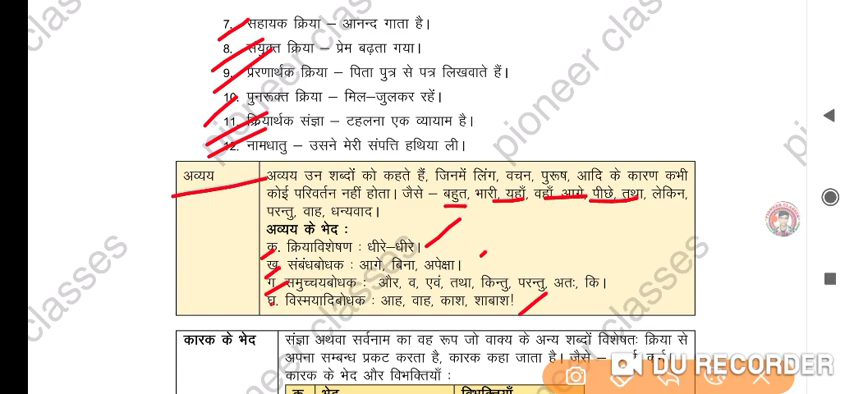 7. सहायक क्रिया – आनन्द गाता है।
8. संयुक्त क्रिया – प्रेम बढ़ता गया।
9. प्रेरणार्थक क्रिया – पिता पुत्र से पत्र लिखवाते हैं।
10. पुनरूक्त क्रिया – मिल–जुलकर रहें।
11. क्रियार्थक संज्ञा – टहलना एक व्यायाम है।
12. नामधातु – उसने मेरी संपत्ति हथिया ली।
अव्यय अव्यय उन शब्दों को कहते हैं, जिनमें लिंग, वचन, पुरूष, आदि के कारण कभी
कोई परिवर्तन नहीं होता। जैसे – बहुत, भारी, यहाँ, वहाँ आगे, पीछे, तथा, लेकिन,
परन्तु, वाह, धन्यवाद।
अव्यय के भेद :
क. क्रियाविशेषण : धीरे–धीरे।
ख. संबंधबोधक : आगे, बिना, अपेक्षा।
ग. समुच्चयबोधक : और, व, एवं, तथा, किन्तु, परन्तु, अतः, कि।
घ. विस्मयादिबोधक : आह, वाह, काश, शाबाश!
कारक के भेद संज्ञा अथवा सर्वनाम का वह रूप जो वाक्य के अन्य शब्दों विशेषतः क्रिया से
अपना सम्बन्ध प्रकट करता है, कारक कहा जाता है। जैसे –
कारक के भेद और विभक्तियाँ :
भेद विभक्तियाँ
DU RECORDER
pioneer classes
pioneer classes
PIONEER CLASSES